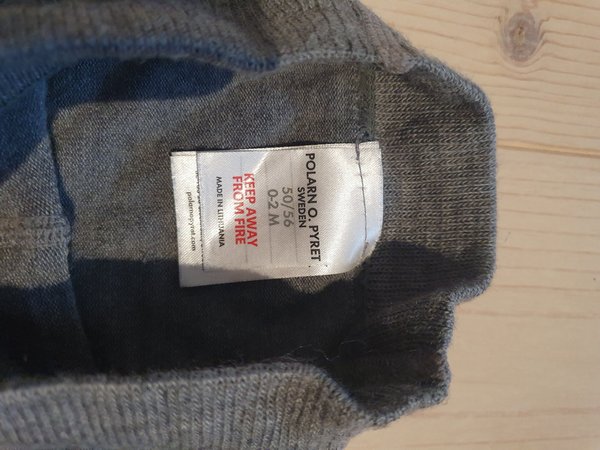 POLARN O. PYRET
SWEDEN
50/56
0-2 M
KEEP AWAY
FROM FIRE
MADE IN LITHUANIA
polarnopyret.com